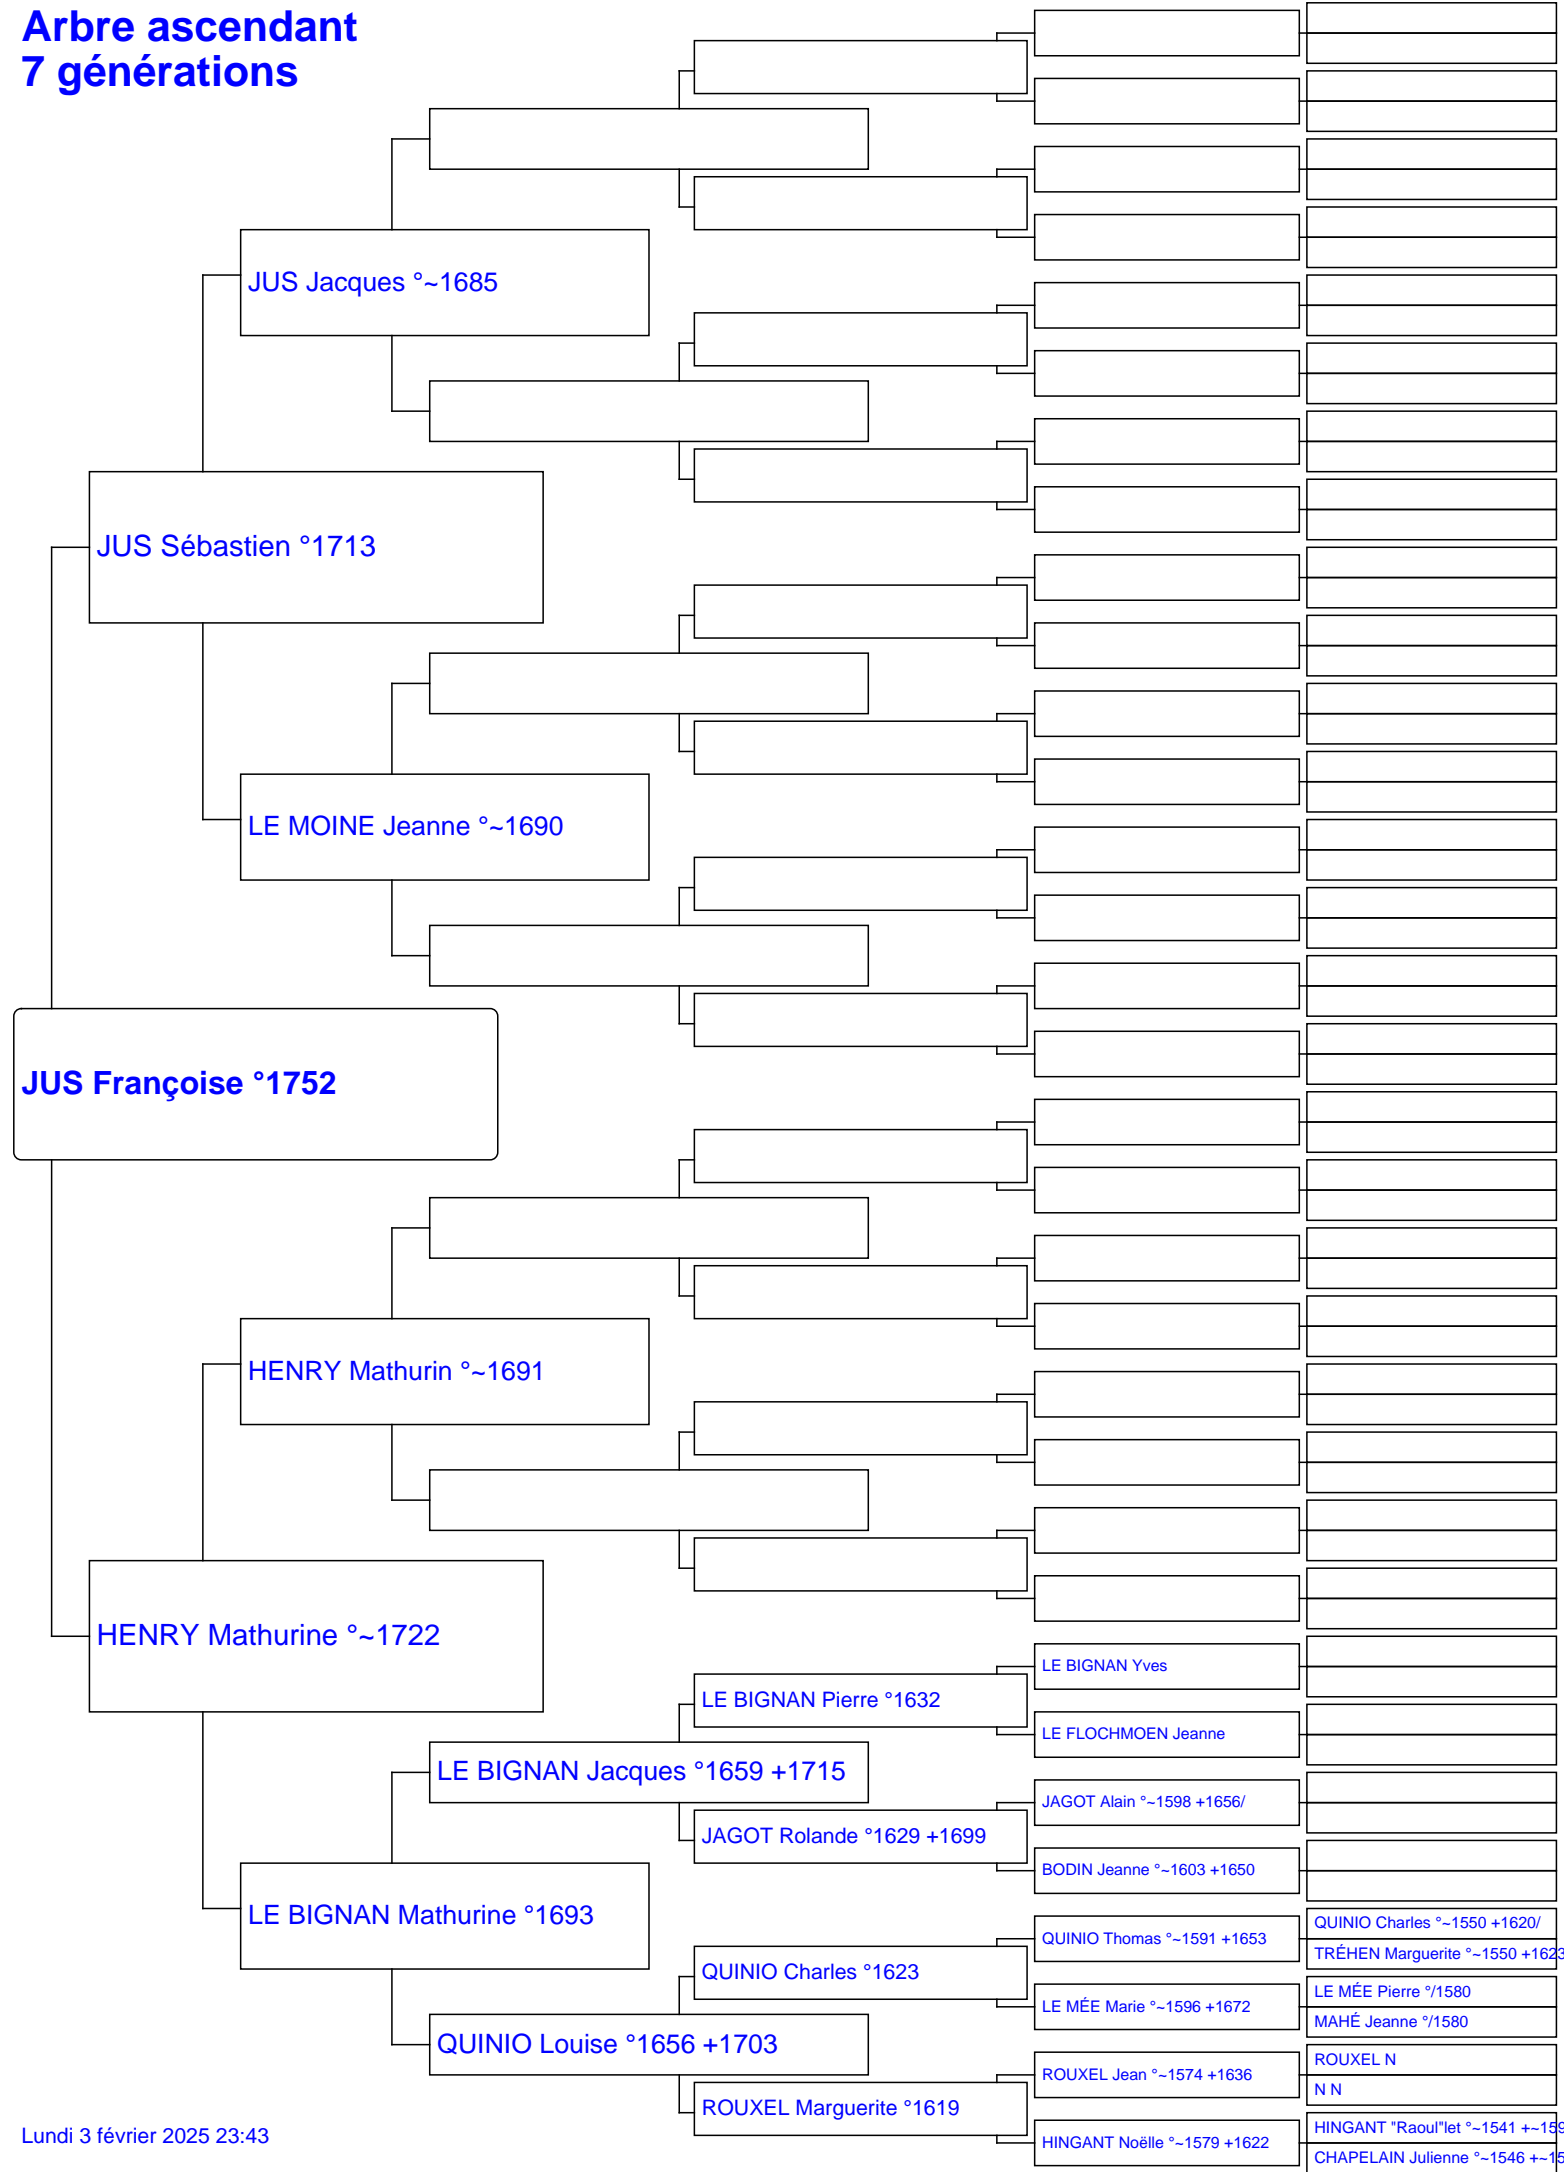 Arbre ascendant
7 générations
JUS Jacques °~1685
JUS Sébastien °1713
LE MOINE Jeanne °~1690
JUS Françoise °1752
HENRY Mathurin °~1691
HENRY Mathurine °~1722
LE BIGNAN Yves
LE BIGNAN Pierre °1632
LE FLOCHMOEN Jeanne
LE BIGNAN Jacques °1659 +1715
JAGOT Alain °~1598 +1656/
JAGOT Rolande °1629 +1699
BODIN Jeanne °~1603 +1650
LE BIGNAN Mathurine °1693
QUINIO Charles °~1550 +1620/
QUINIO Thomas °~1591 +1653
TRÉHEN Marguerite °~1550 +1623
QUINIO Charles °1623
LE MÉE Pierre °/1580
LE MÉE Marie °~1596 +1672
MAHÉ Jeanne °/1580
QUINIO Louise °1656 +1703
ROUXEL N
ROUXEL Jean °~1574 +1636
N N
ROUXEL Marguerite °1619
HINGANT "Raoul"let °~1541 +~159
HINGANT Noëlle °~1579 +1622
CHAPELAIN Julienne °~1546 +~15
Lundi 3 février 2025 23:43